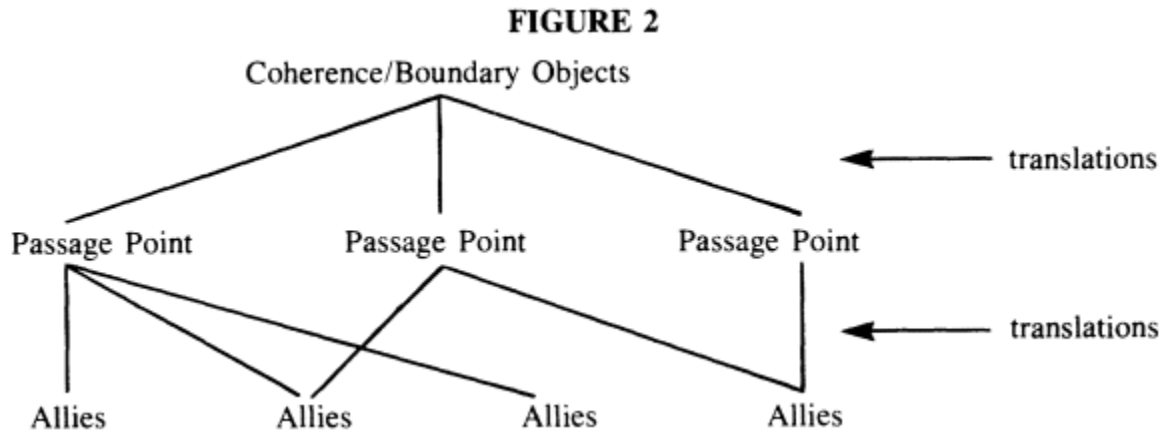 FIGURE 2
Coherence/Boundary Objects
translations
Passage Point Passage Point Passage Point
translations
Allies Allies Allies Allies